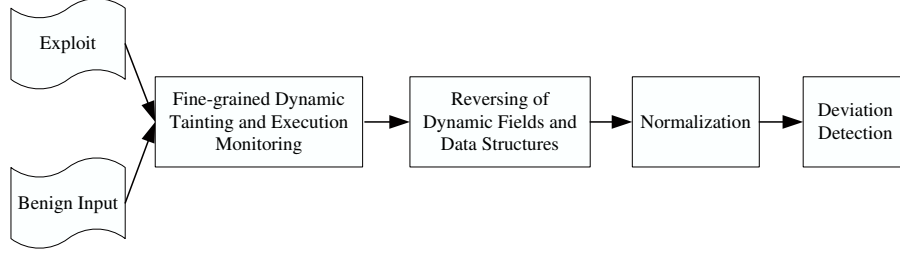 Exploit
Benign Input
Fine-grained Dynamic
Tainting and Execution
Monitoring
Reversing of
Dynamic Fields and
Data Structures
Normalization
Deviation
Detection